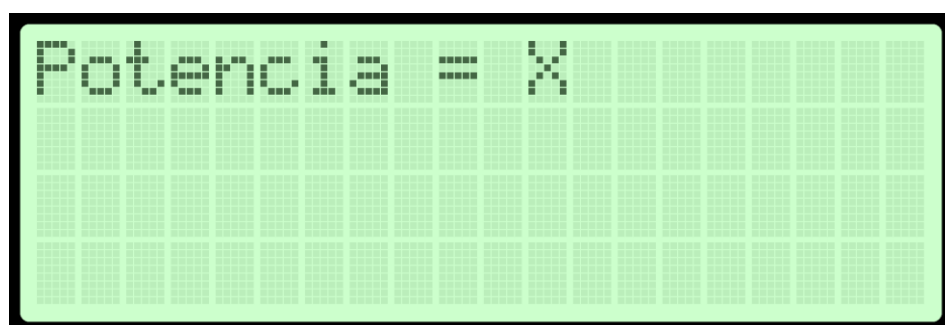 Potencia = X